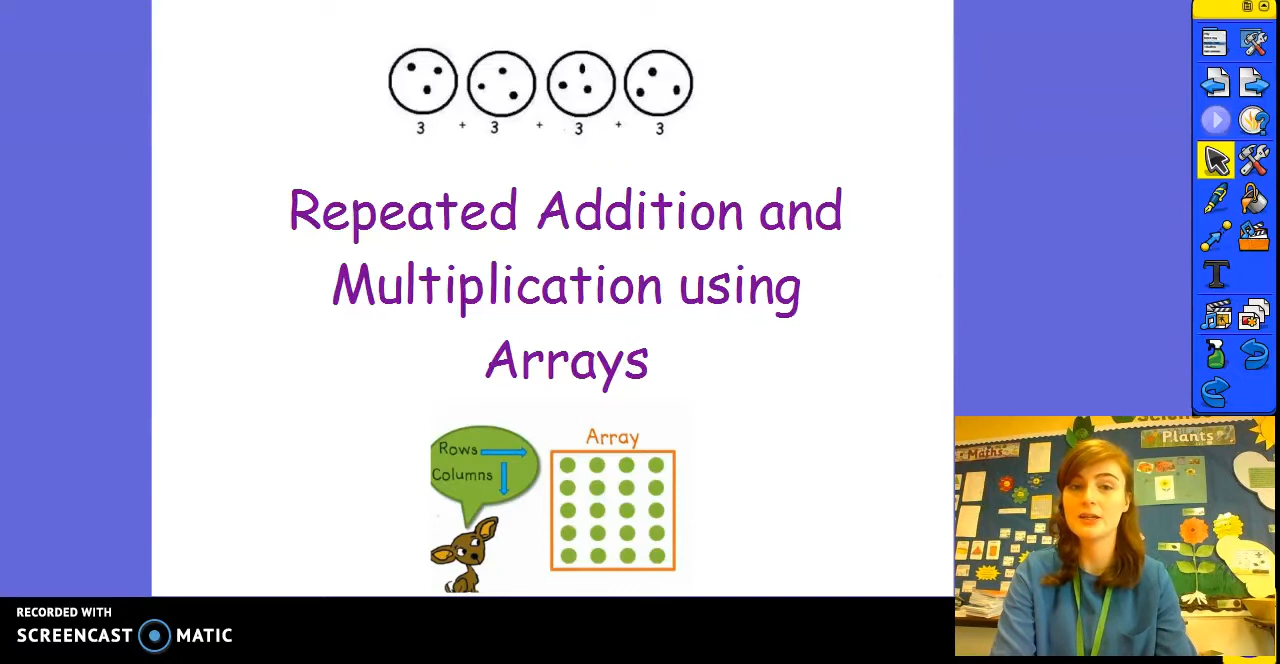 3 + 3 + 3 + 3
Repeated Addition and
Multiplication using
Arrays
Rows
Columns
Array
Maths
Science
Plants
T
RECORDED WITH
SCREENCAST MATIC